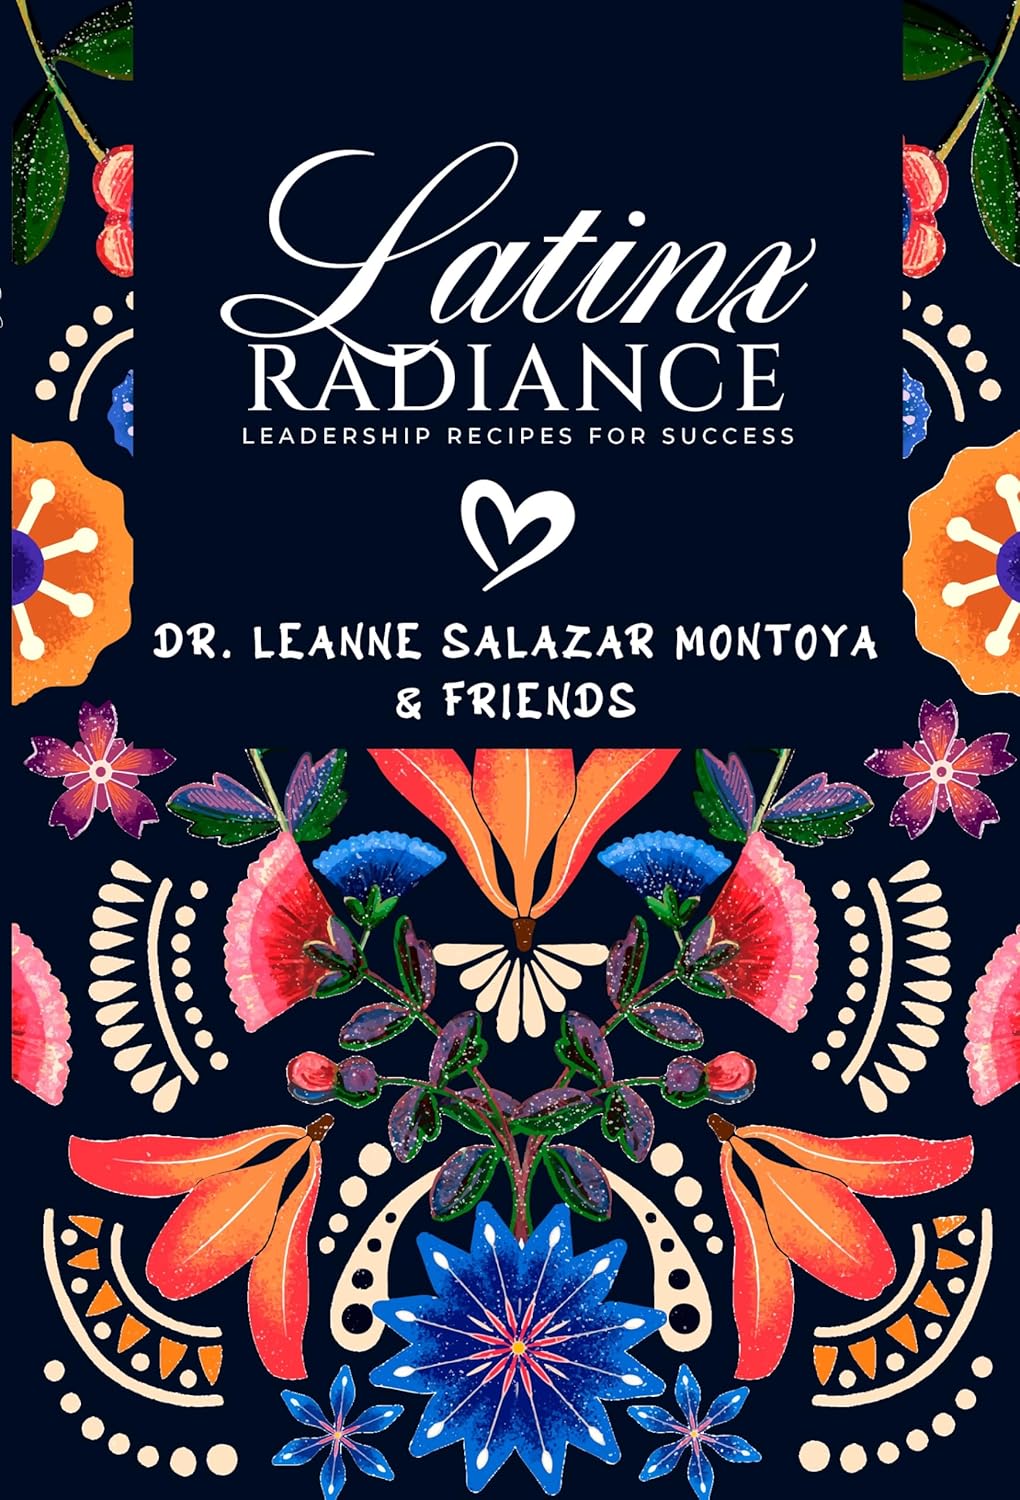 Latinx
RADIANCE
LEADERSHIP RECIPES FOR SUCCESS
DR. LEANNE SALAZAR MONTOYA
& FRIENDS